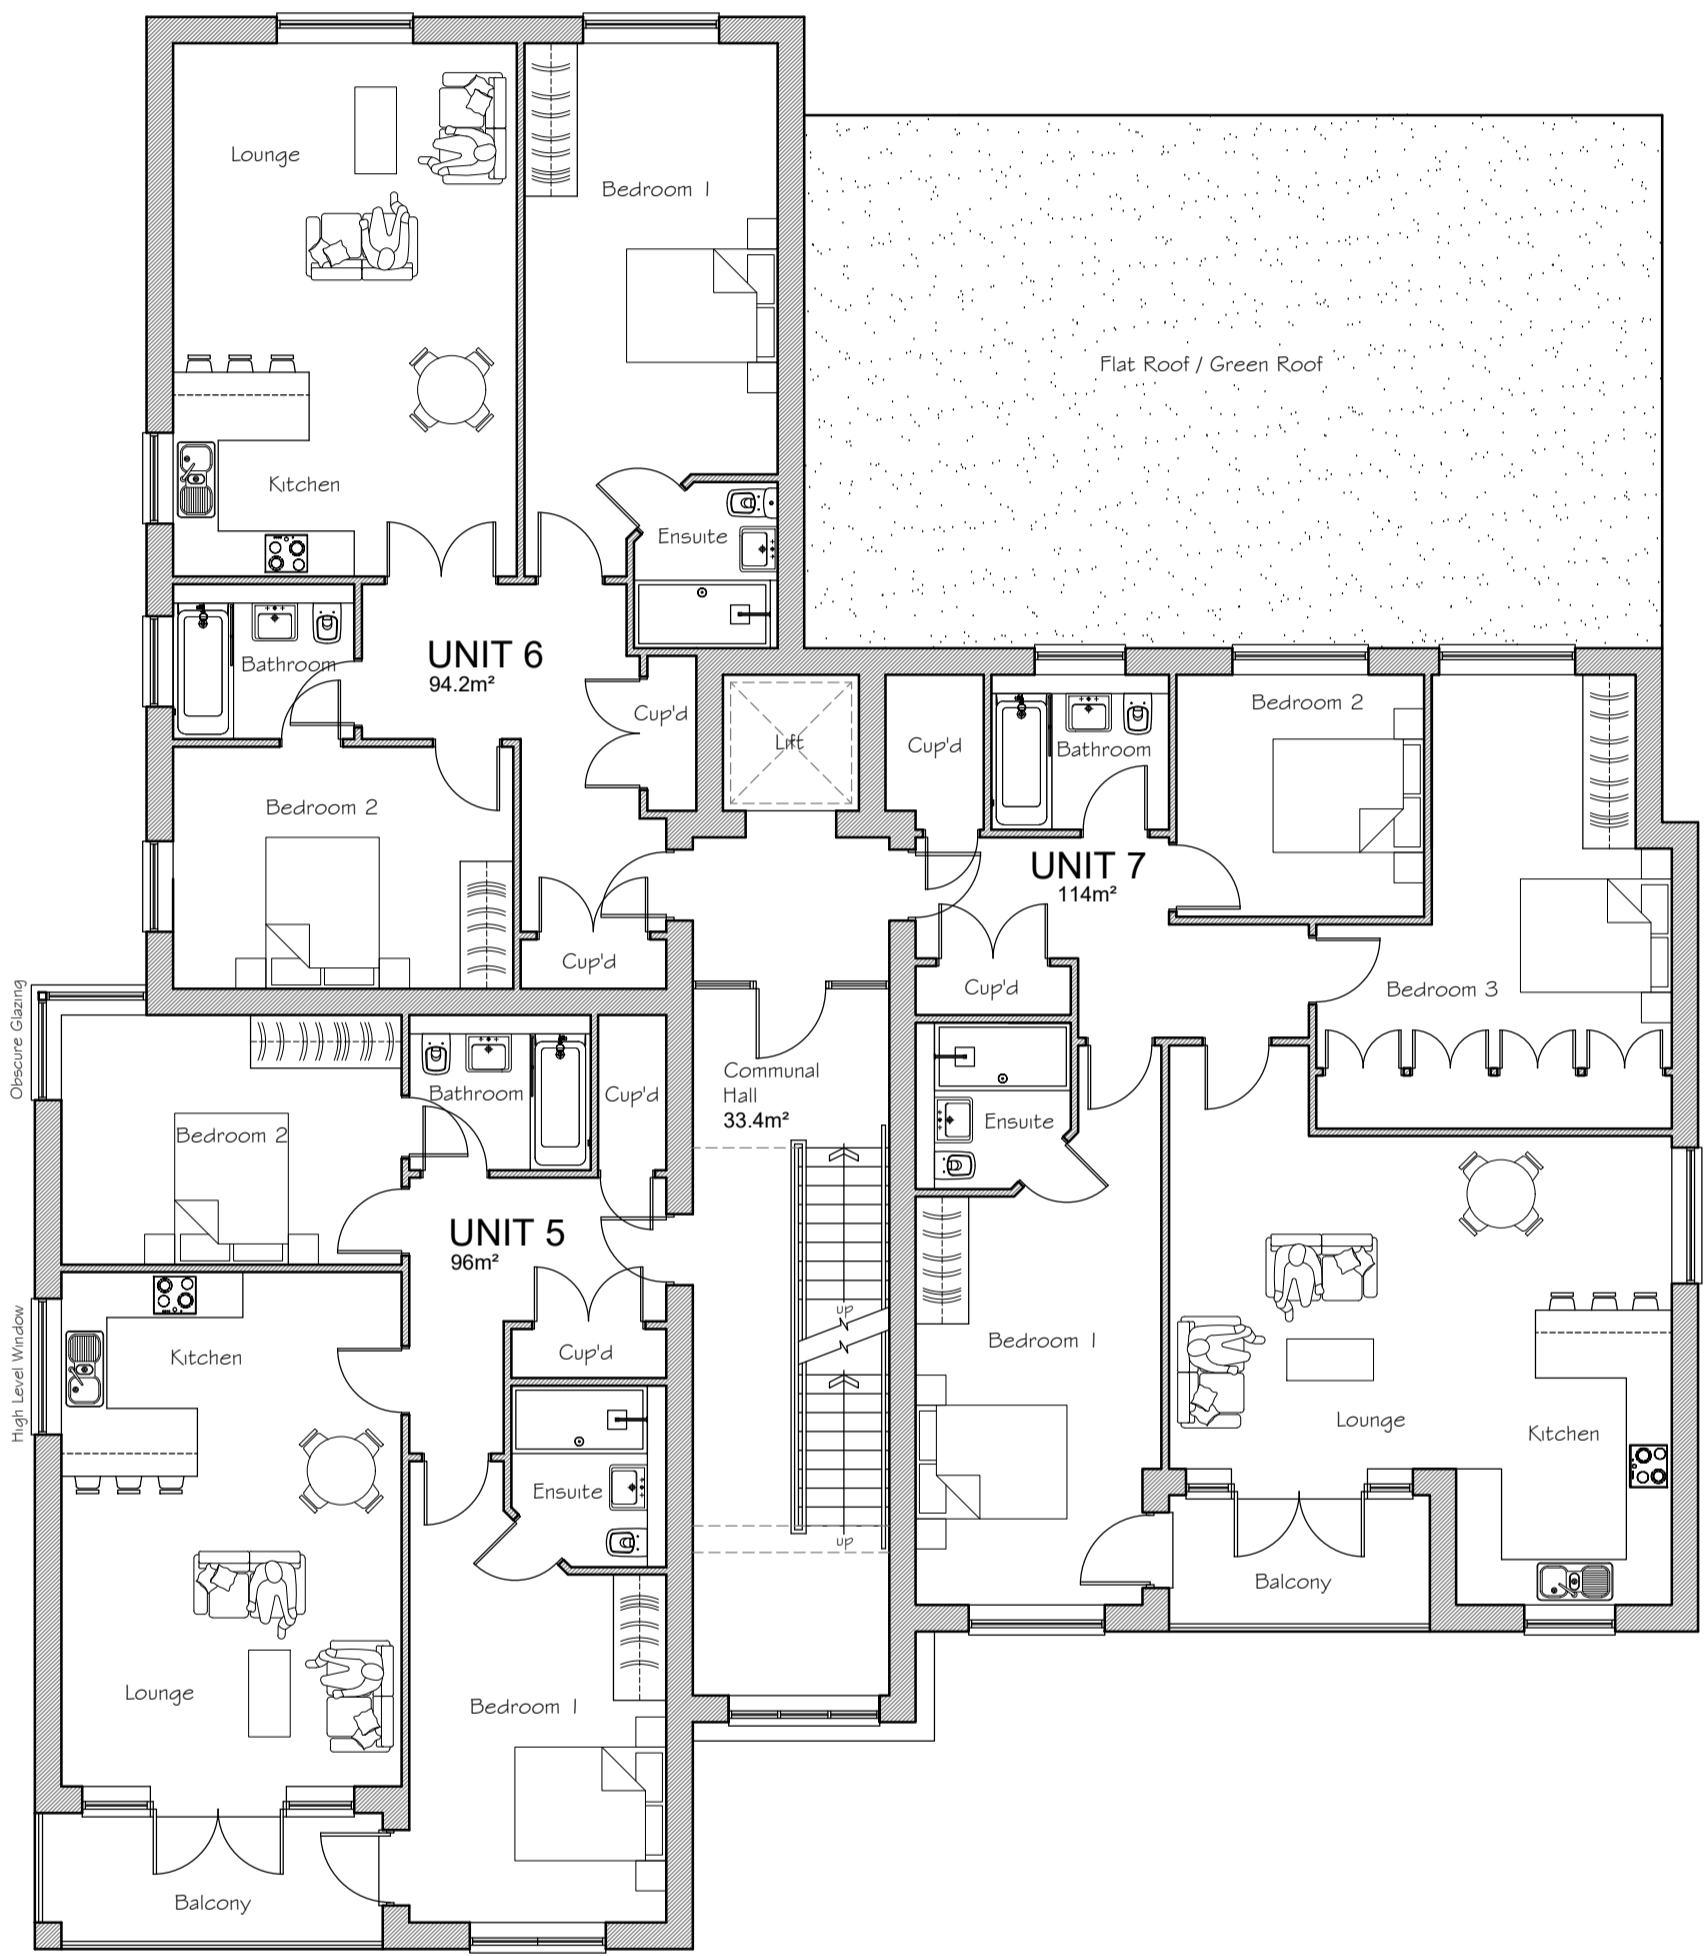 Lounge
Bedroom 1
Flat Roof / Green Roof
Kitchen
Ensuite
UNIT 6
94.2m²
Bathroom
Cup'd
Lift
Cup'd
Bathroom
Bedroom 2
Bedroom 2
UNIT 7
114m²
Cup'd
Cup'd
Bedroom 3
Obscure Glazing
Communal
Hall
33.4m²
Bathroom
Cup'd
Bedroom 2
Ensuite
UNIT 5
96m²
up
High Level Window
Kitchen
Cup'd
Bedroom 1
Lounge
Kitchen
Ensuite
up
Balcony
Lounge
Bedroom 1
Balcony